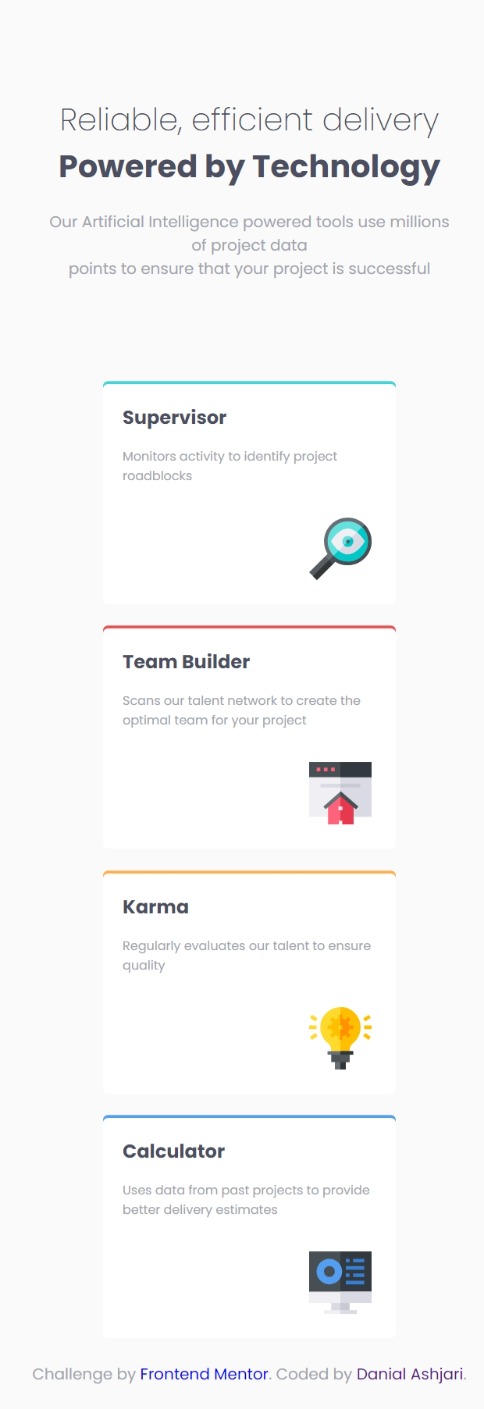 Reliable, efficient delivery
Powered by Technology
Our Artificial Intelligence powered tools use millions
of project data
points to ensure that your project is successful
Supervisor
Monitors activity to identify project
roadblocks
Team Builder
Scans our talent network to create the
optimal team for your project
Karma
Regularly evaluates our talent to ensure
quality
Calculator
Uses data from past projects to provide
better delivery estimates
Challenge by Frontend Mentor. Coded by Danial Ashjari.